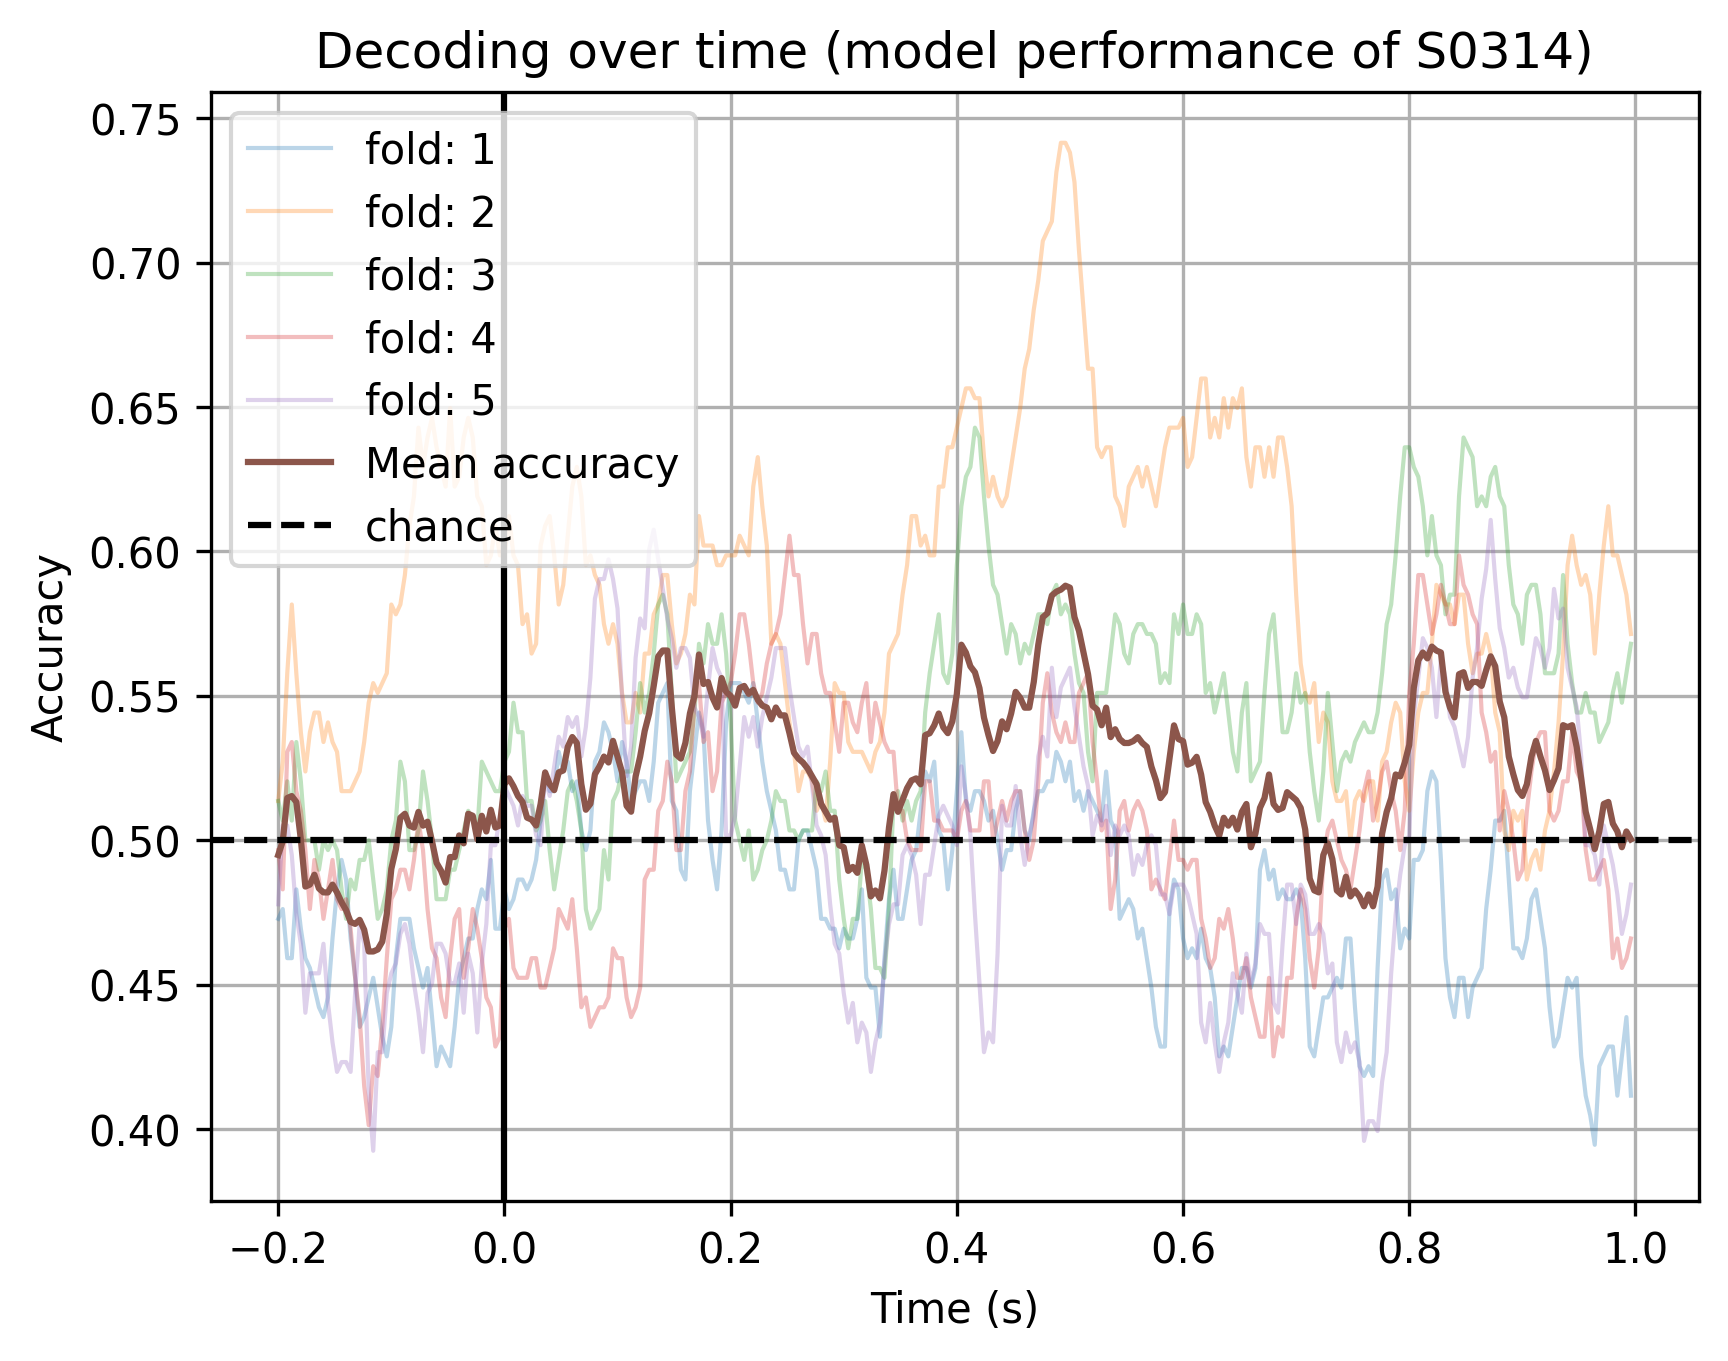 Decoding over time (model performance of S0314)
fold: 1
fold: 2
fold: 3
fold: 4
fold: 5
Mean accuracy
chance
Accuracy
0.75
0.70
0.65
0.60
0.55
0.50
0.45
0.40
−0.2
0.0
0.2
0.4
0.6
0.8
1.0
Time (s)